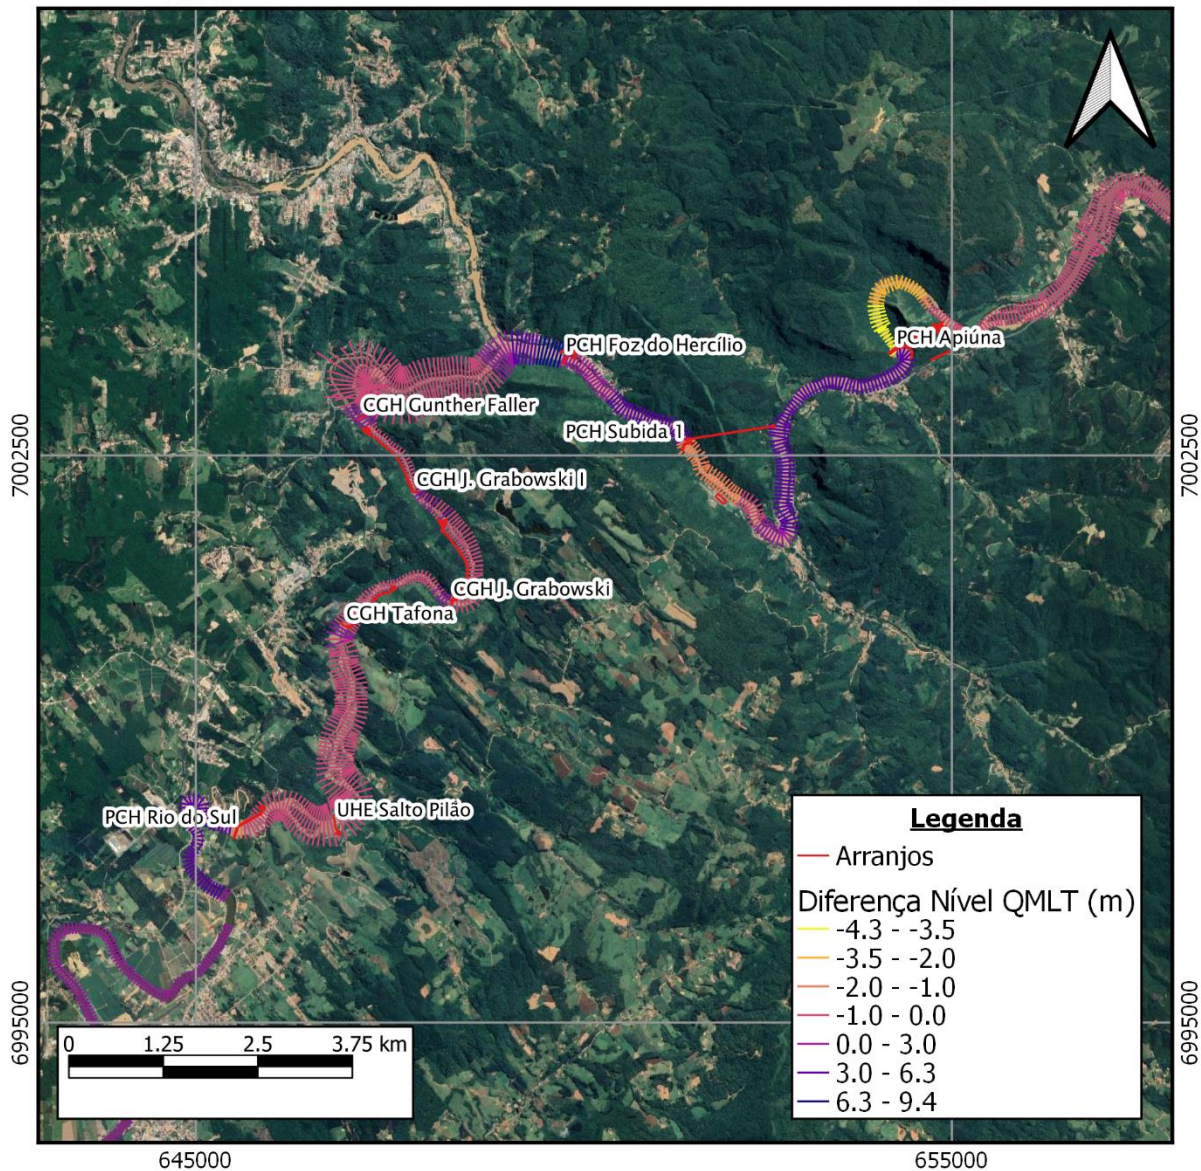 PCH Foz do Hercílio
PCH Apiúna
CGH Gunther Faller
PCH Subida 1
7002500
7002500
CGH J. Grabowski I
CGH J. Grabowski
CGH Tafona
PCH Rio do Sul
UHE Salto Pilão
Legenda
Arranjos
Diferença Nível QMLT (m)
-4.3 - -3.5
-3.5 - -2.0
-2.0 - -1.0
-1.0 - 0.0
0.0 - 3.0
3.0 - 6.3
6.3 - 9.4
6995000
6995000
0 1.25 2.5 3.75 km
645000
655000